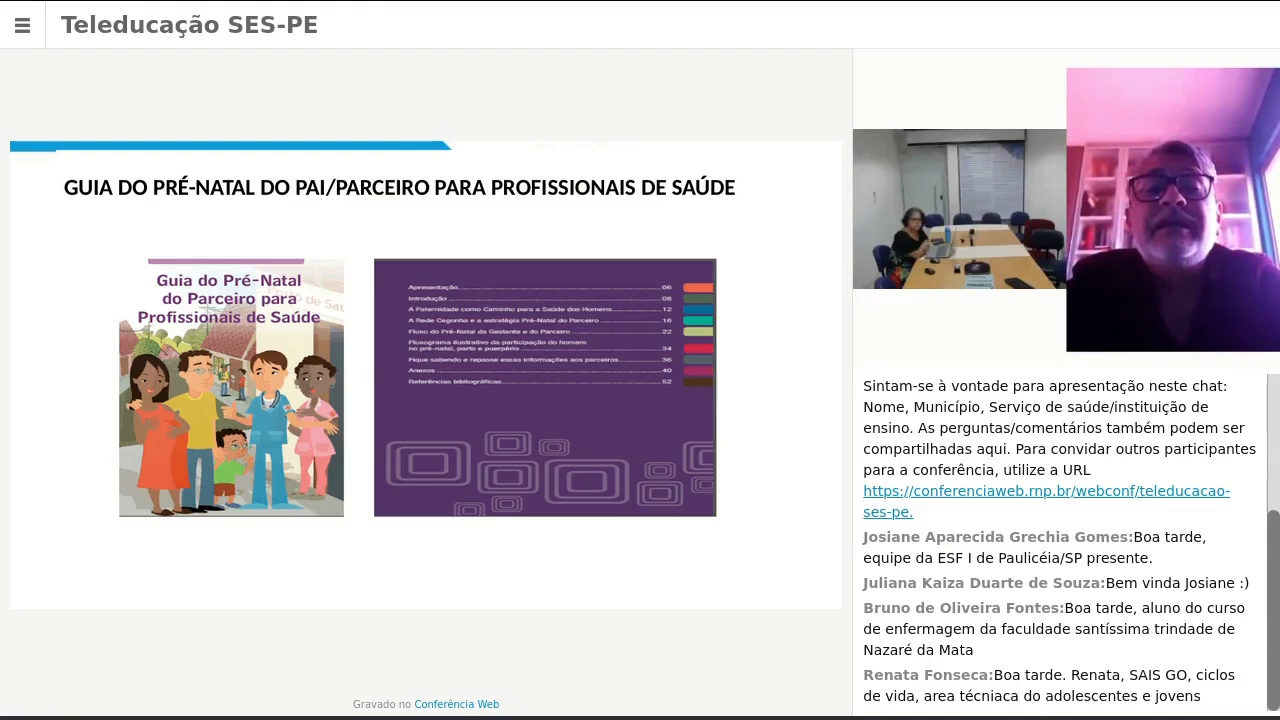 Teleducação SES-PE
GUIA DO PRÉ-NATAL DO PAI/PARCEIRO PARA PROFISSIONAIS DE SAÚDE
Guia do Pré-Natal
do Parceiro para
Profissionais de Saúde
Apresentação 06
Introdução 08
A Paternidade como Caminho para a Saúde dos Homens 12
A Rede Cegonha e a estratégia Pré-Natal do Parceiro 16
Fluxo do Pré-Natal da Gestante e do Parceiro 22
Fluxograma ilustrativo da participação do homem
no pré-natal, parto e puerpério 34
Fique sabendo e repasse essas informações aos parceiros 36
Anexos 40
Referências bibliográficas 52
Sintam-se à vontade para apresentação neste chat:
Nome, Município, Serviço de saúde/instituição de
ensino. As perguntas/comentários também podem ser
compartilhadas aqui. Para convidar outros participantes
para a conferência, utilize a URL
https://conferenciaweb.rnp.br/webconf/teleducacao-
ses-pe.
Josiane Aparecida Grechia Gomes:Boa tarde,
equipe da ESF I de Paulicéia/SP presente.
Juliana Kaiza Duarte de Souza:Bem vinda Josiane :)
Bruno de Oliveira Fontes:Boa tarde, aluno do curso
de enfermagem da faculdade santíssima trindade de
Nazaré da Mata
Renata Fonseca:Boa tarde. Renata, SAIS GO, ciclos
de vida, area técniaca do adolescentes e jovens
Gravado no Conferência Web